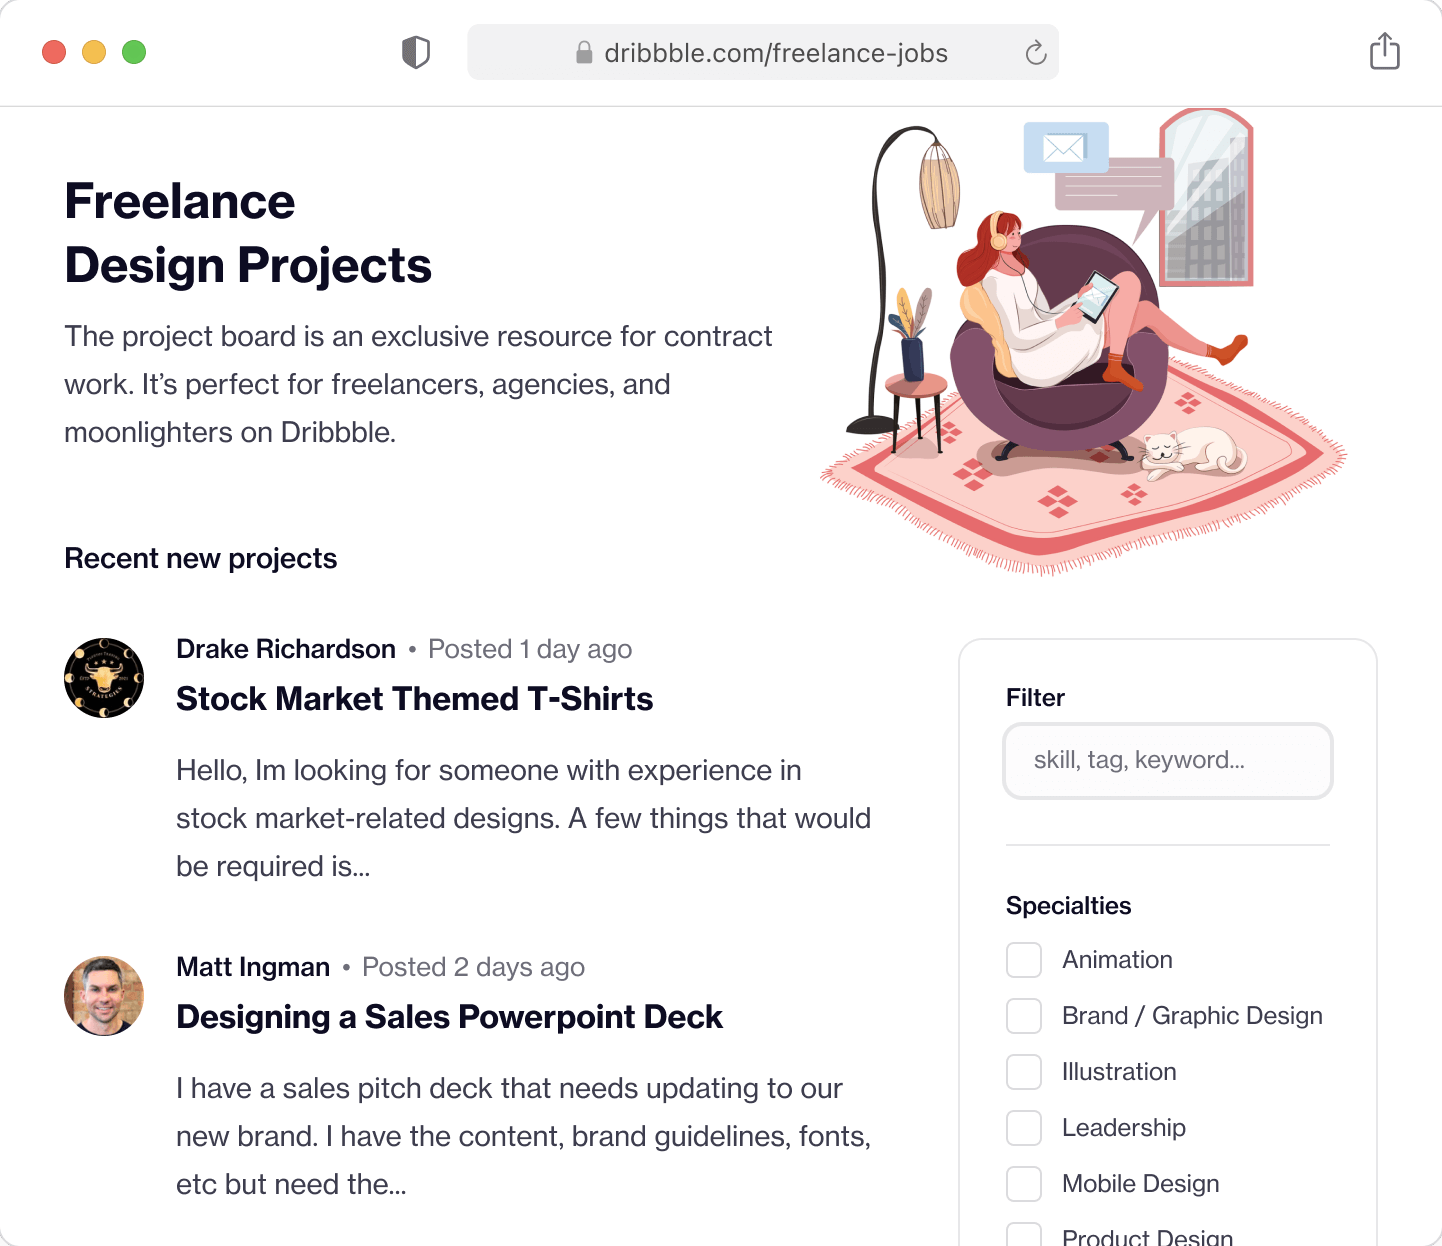 dribbble.com/freelance-jobs
Freelance
Design Projects
The project board is an exclusive resource for contract
work. It’s perfect for freelancers, agencies, and
moonlighters on Dribbble.
Recent new projects
Drake Richardson • Posted 1 day ago
Stock Market Themed T-Shirts
Hello, Im looking for someone with experience in
stock market-related designs. A few things that would
be required is...
STRATEGIES
Matt Ingman • Posted 2 days ago
Designing a Sales Powerpoint Deck
I have a sales pitch deck that needs updating to our
new brand. I have the content, brand guidelines, fonts,
etc but need the...
Filter
skill, tag, keyword...
Specialties
Animation
Brand / Graphic Design
Illustration
Leadership
Mobile Design
Product Design